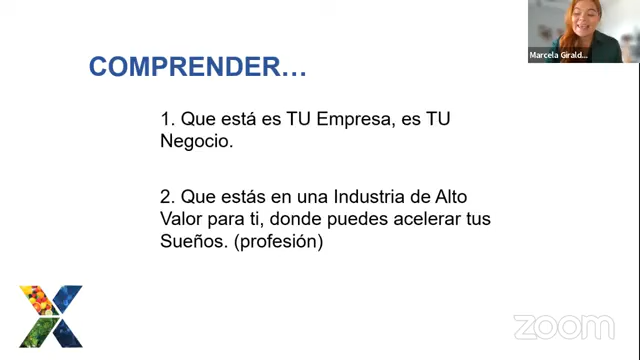 Marcela Girald...
COMPRENDER…
1. Que está es TU Empresa, es TU
Negocio.
2. Que estás en una Industria de Alto
Valor para ti, donde puedes acelerar tus
Sueños. (profesión)
zoom